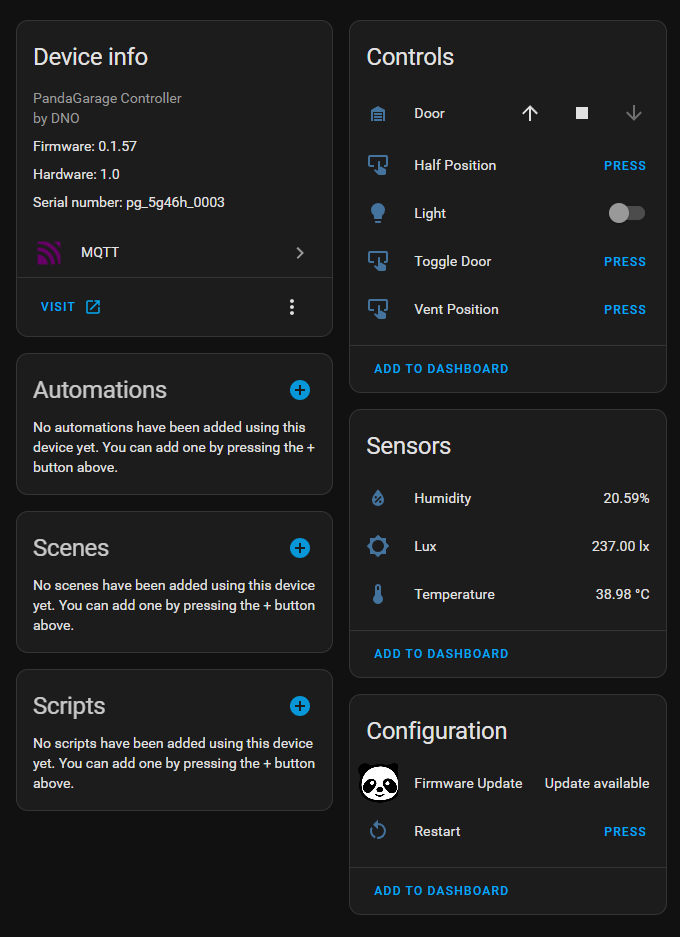 Device info
PandaGarage Controller
by DNO
Firmware: 0.1.57
Hardware: 1.0
Serial number: pg_5g46h_0003
MQTT
VISIT
Automations
No automations have been added using this
device yet. You can add one by pressing the +
button above.
Scenes
No scenes have been added using this device
yet. You can add one by pressing the + button
above.
Scripts
No scripts have been added using this device
yet. You can add one by pressing the + button
above.
Controls
Door
Half Position PRESS
Light
Toggle Door PRESS
Vent Position PRESS
ADD TO DASHBOARD
Sensors
Humidity 20.59%
Lux 237.00 lx
Temperature 38.98 °C
ADD TO DASHBOARD
Configuration
Firmware Update Update available
Restart PRESS
ADD TO DASHBOARD